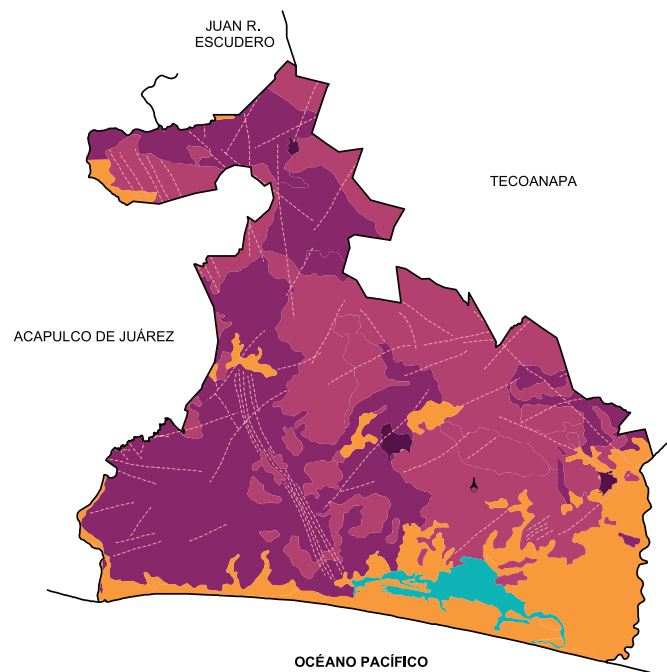 JUAN R.
ESCUDERO
TECOANAPA
ACAPULCO DE JUÁREZ
OCÉANO PACÍFICO